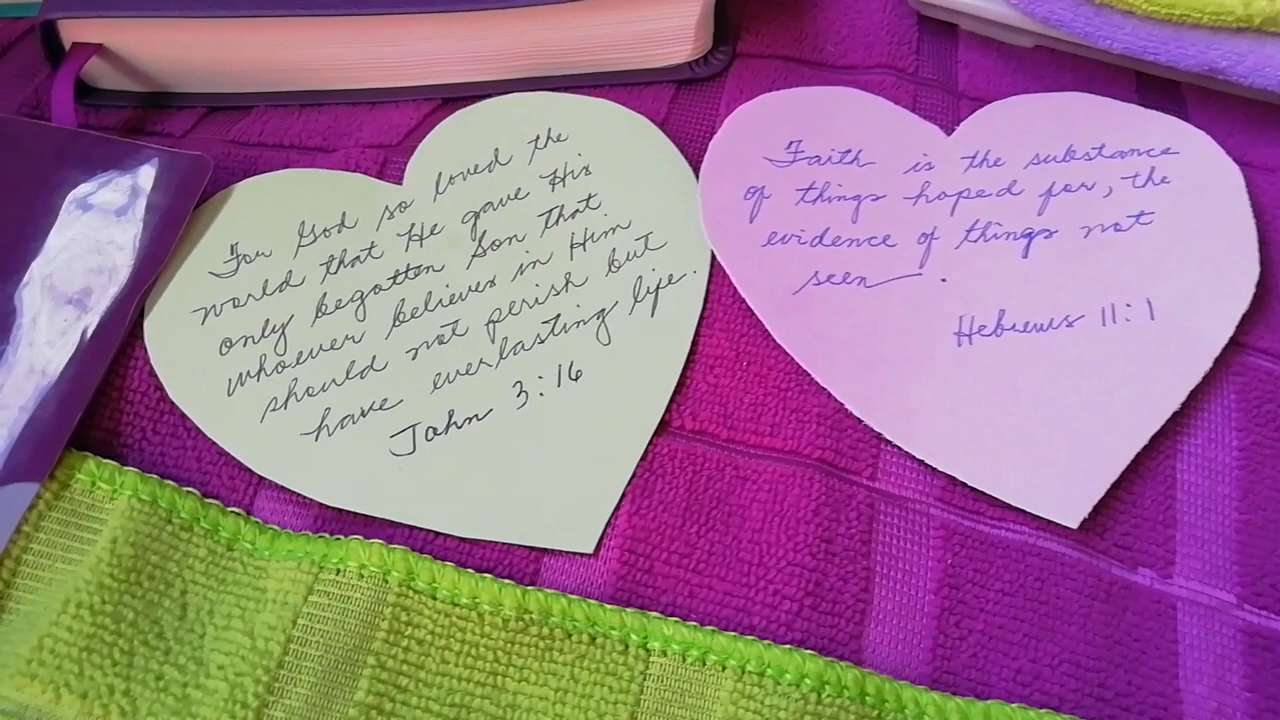 For God so loved the
world that He gave His
only begotten Son that
whoever believes in Him
should not perish but
have everlasting life.
John 3:16
Faith is the substance
of things hoped for, the
evidence of things not
seen.
Hebrews 11:1